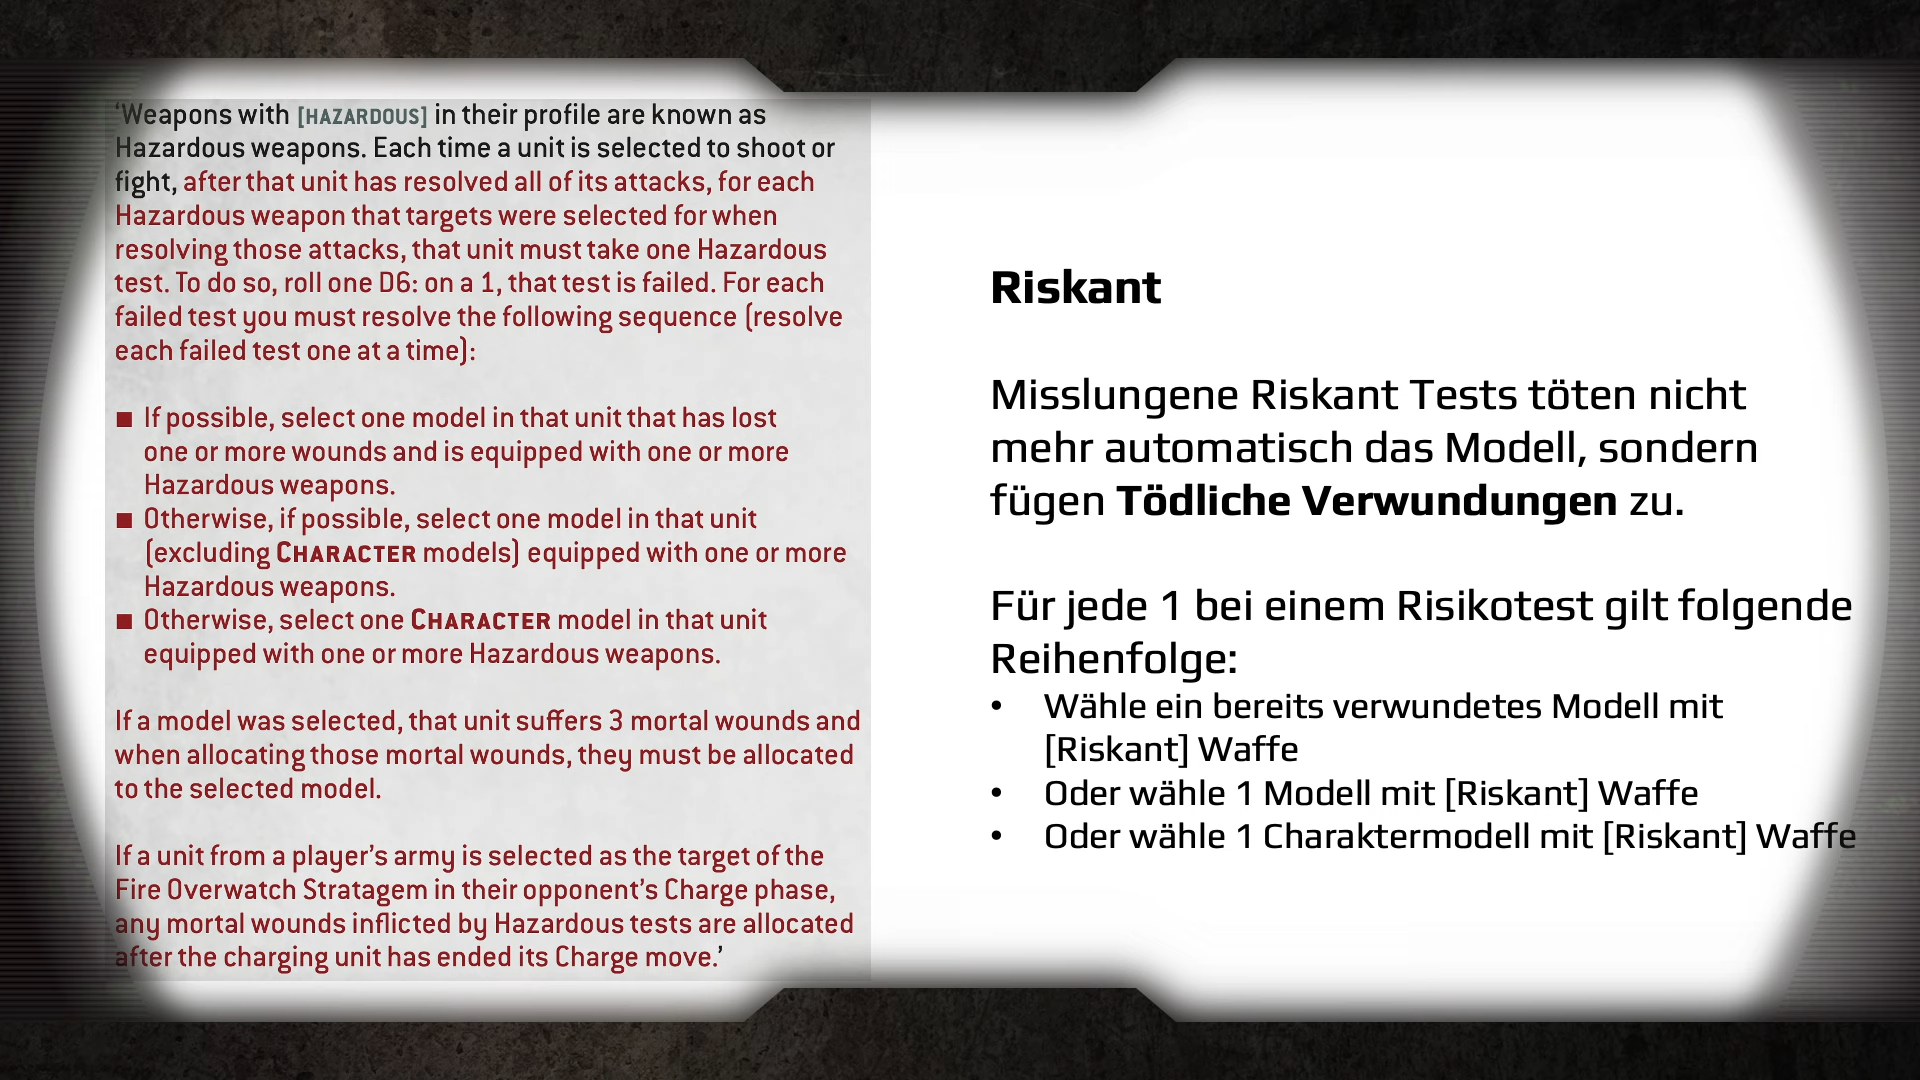 ‘Weapons with [HAZARDOUS] in their profile are known as
Hazardous weapons. Each time a unit is selected to shoot or
fight, after that unit has resolved all of its attacks, for each
Hazardous weapon that targets were selected for when
resolving those attacks, that unit must take one Hazardous
test. To do so, roll one D6: on a 1, that test is failed. For each
failed test you must resolve the following sequence (resolve
each failed test one at a time):
■ If possible, select one model in that unit that has lost
one or more wounds and is equipped with one or more
Hazardous weapons.
■ Otherwise, if possible, select one model in that unit
(excluding CHARACTER models) equipped with one or more
Hazardous weapons.
■ Otherwise, select one CHARACTER model in that unit
equipped with one or more Hazardous weapons.
If a model was selected, that unit suffers 3 mortal wounds and
when allocating those mortal wounds, they must be allocated
to the selected model.
If a unit from a player’s army is selected as the target of the
Fire Overwatch Stratagem in their opponent’s Charge phase,
any mortal wounds inflicted by Hazardous tests are allocated
after the charging unit has ended its Charge move.’
Riskant
Misslungene Riskant Tests töten nicht
mehr automatisch das Modell, sondern
fügen Tödliche Verwundungen zu.
Für jede 1 bei einem Risikotest gilt folgende
Reihenfolge:
• Wähle ein bereits verwundetes Modell mit
[Riskant] Waffe
• Oder wähle 1 Modell mit [Riskant] Waffe
• Oder wähle 1 Charaktermodell mit [Riskant] Waffe